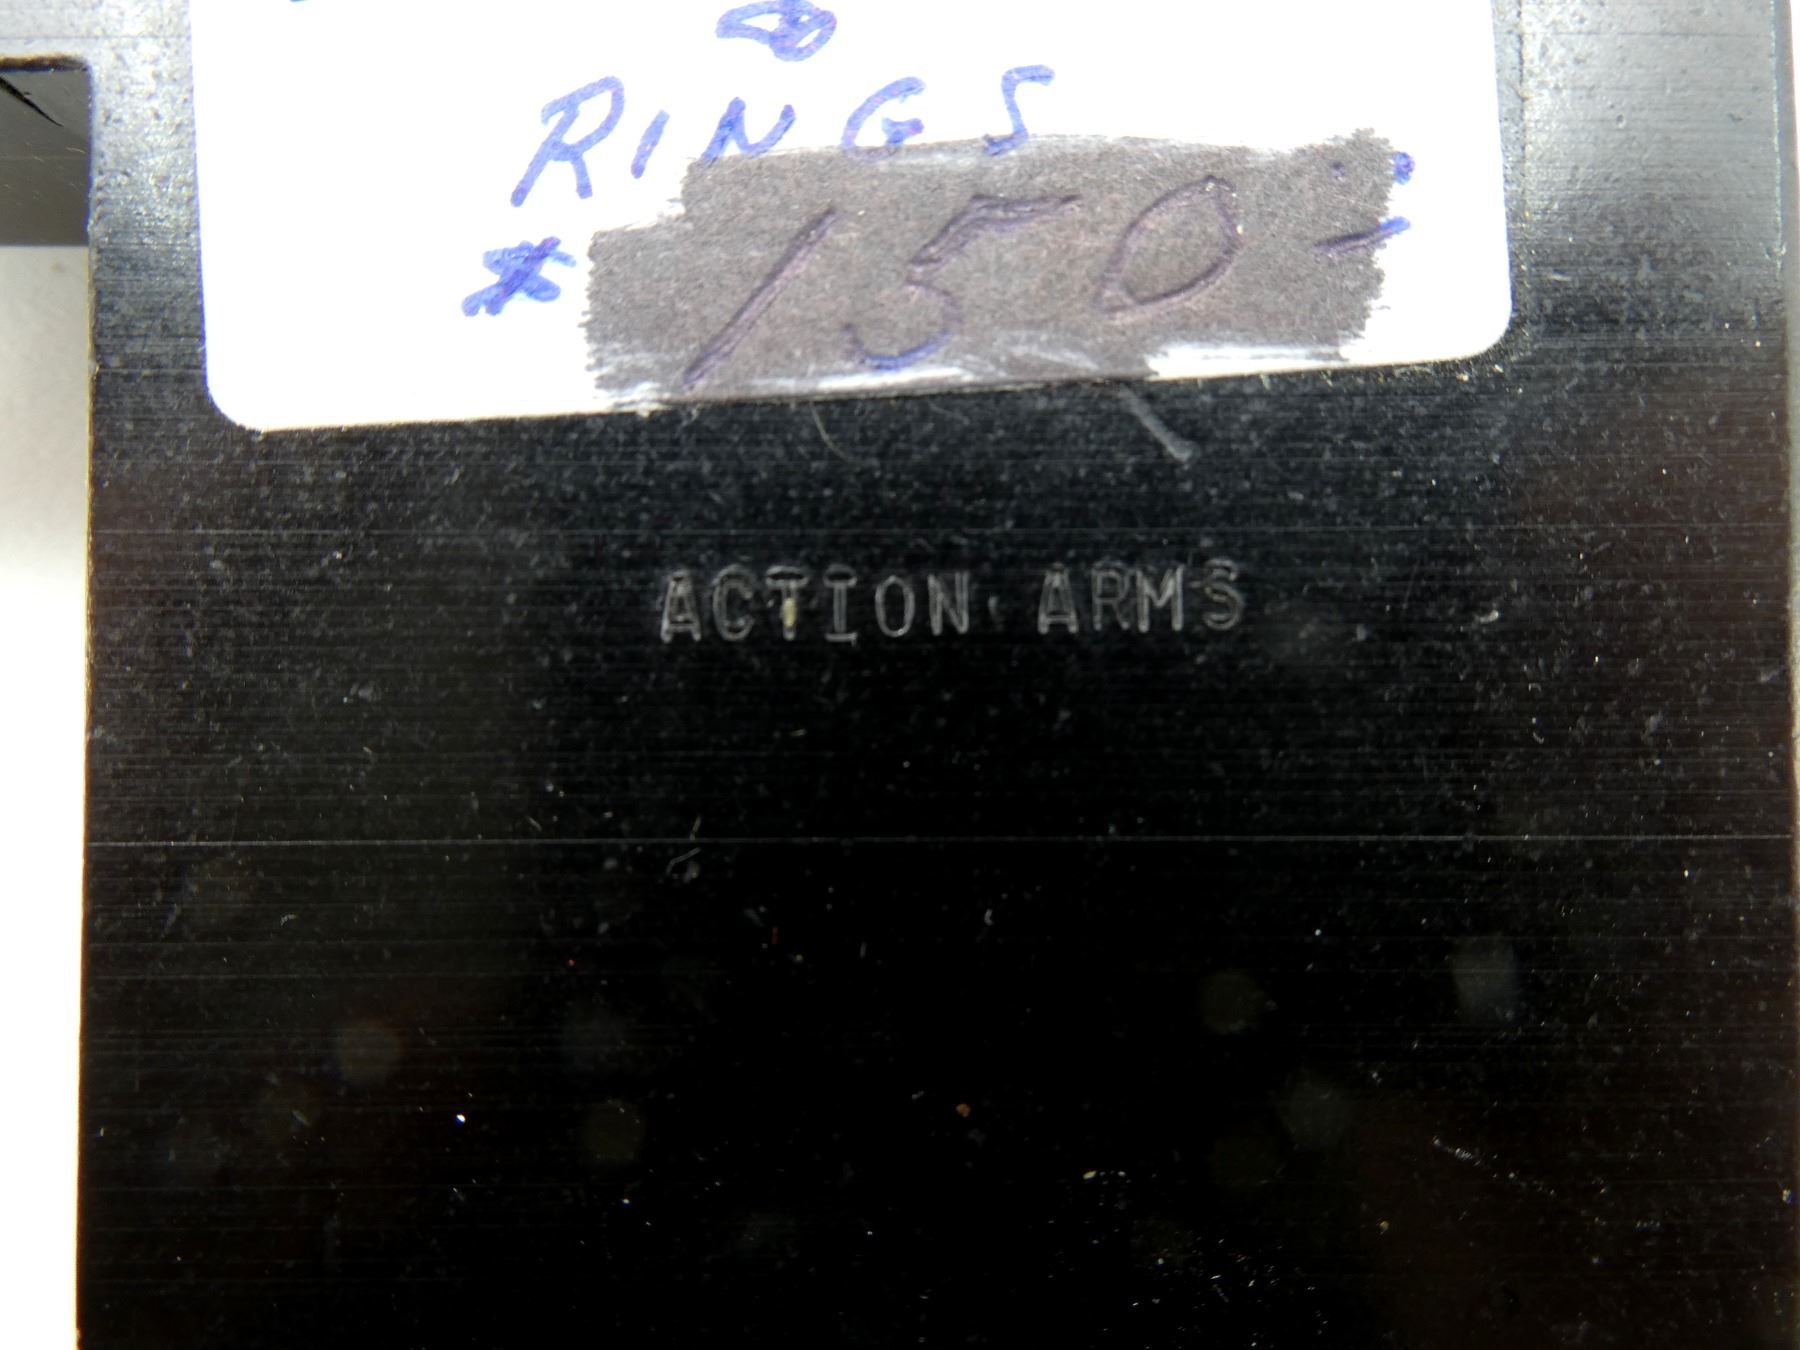 &
RINGS
* 150-
ACTION ARMS